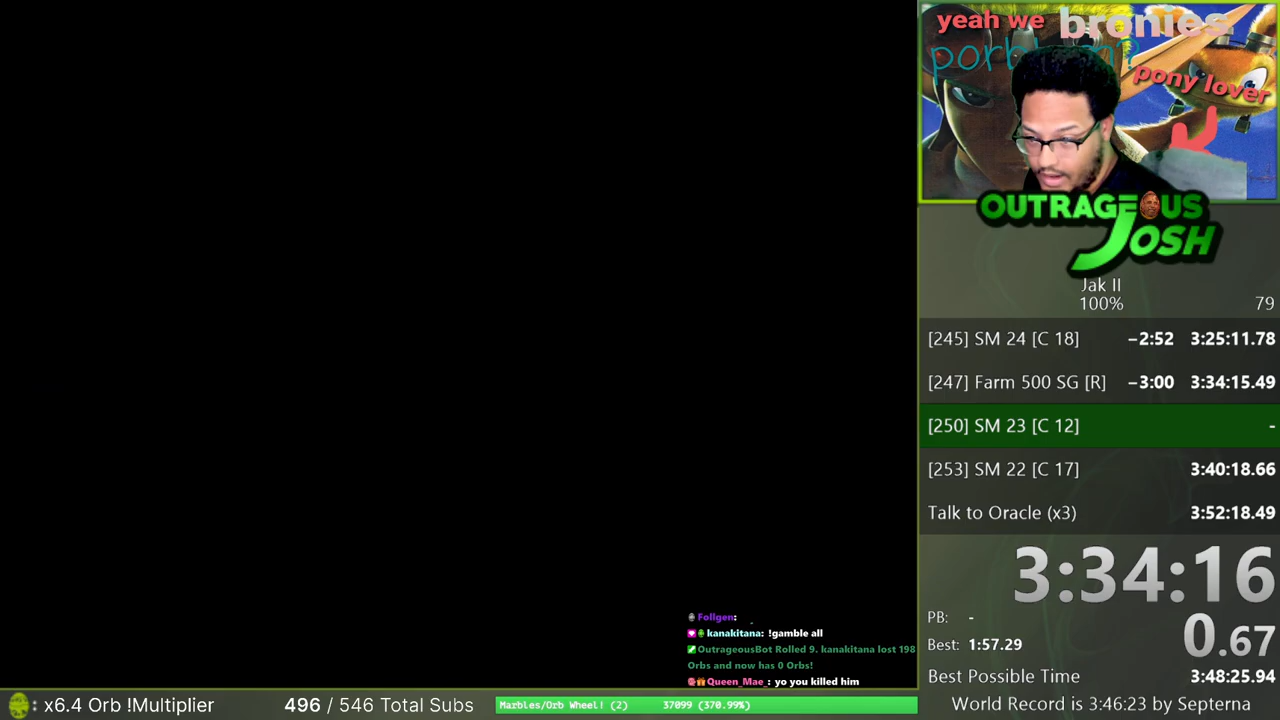 yeah we bronies
porblem?
pony lover
OUTRAGEOUS
JOSH
Jak II
100% 79
[245] SM 24 [C 18] −2:52 3:25:11.78
[247] Farm 500 SG [R] −3:00 3:34:15.49
[250] SM 23 [C 12] -
[253] SM 22 [C 17] 3:40:18.66
Talk to Oracle (x3) 3:52:18.49
3:34:16
PB: -
0.67
Best: 1:57.29
Best Possible Time 3:48:25.94
World Record is 3:46:23 by Septerna
Follgen:
kanakitana: !gamble all
OutrageousBot Rolled 9. kanakitana lost 198
Orbs and now has 0 Orbs!
Queen_Mae_: yo you killed him
: x6.4 Orb !Multiplier 496 / 546 Total Subs Marbles/Orb Wheel! (2) 37099 (370.99%)